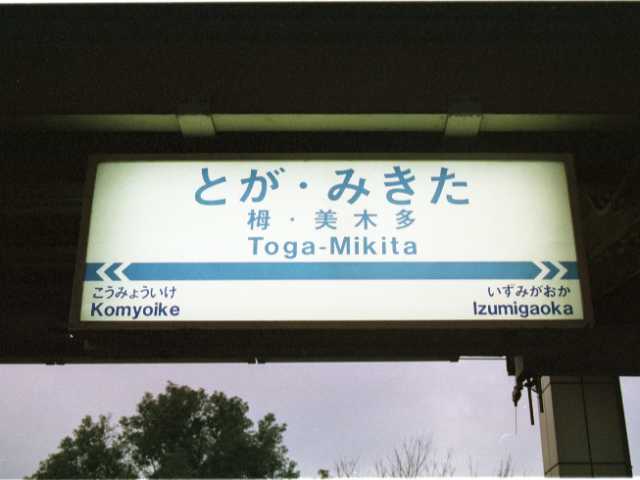 とが・みきた
栂・美木多
Toga-Mikita
こうみょういけ
Komyoike
いずみがおか
Izumigaoka